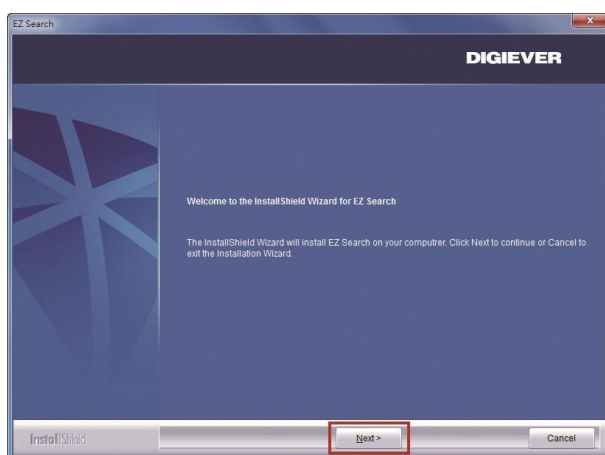 EZ Search
x
DIGIEVER
Welcome to the InstallShield Wizard for EZ Search
The InstallShield Wizard will install EZ Search on your computrer. Click Next to continue or Cancel to
exit the Installation Wizard.
InstallShield
Next >
Cancel